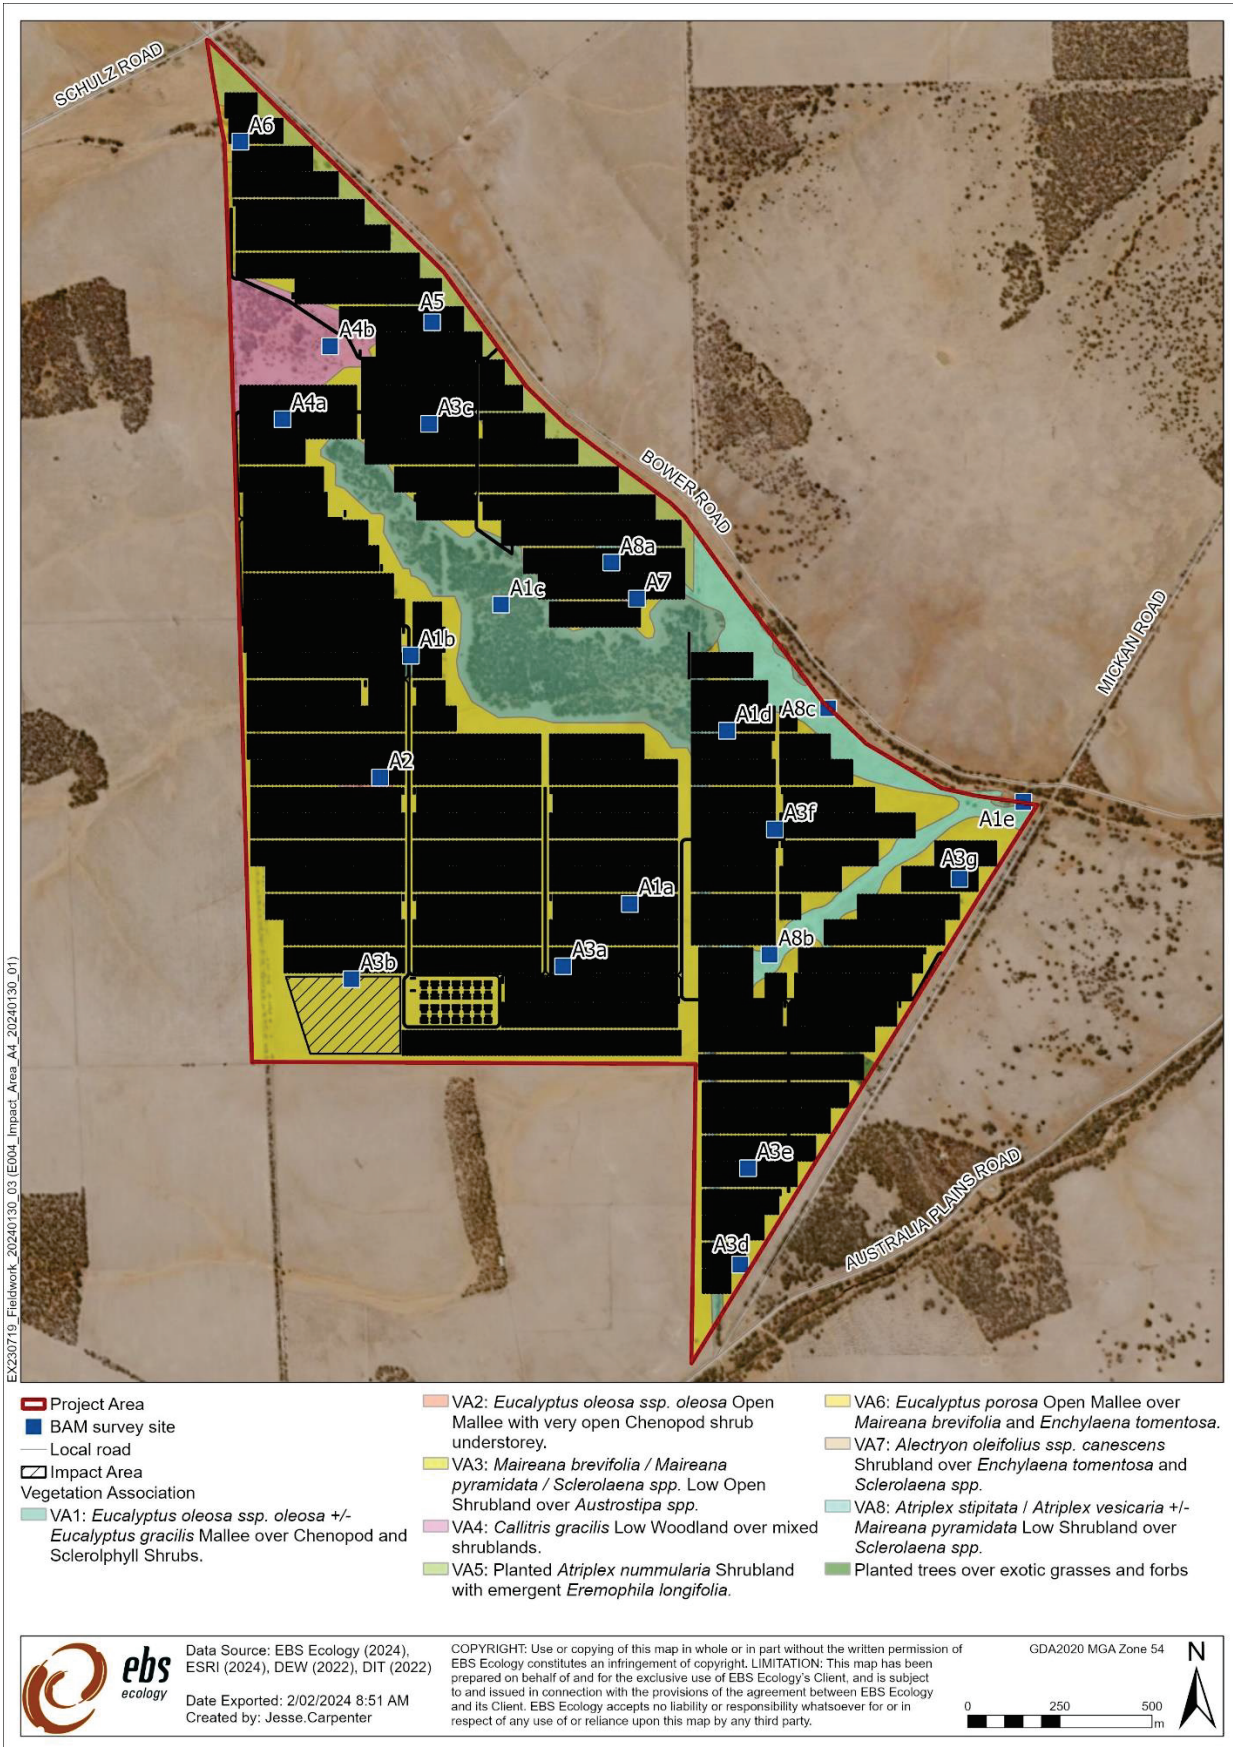 SCHULZ ROAD
A6
A5
A4b
A4a
A3c
BOWER ROAD
A8a
A7
A1c
A1b
MICKAN ROAD
A8c
A1d
A2
A3f
A1e
A3g
A1a
A8b
A3a
A3b
A3e
AUSTRALIA PLAINS ROAD
A3d
EX230719_Fieldwork_20240130_03 (E004_Impact_Area_A4_20240130_01)
Project Area
BAM survey site
Local road
Impact Area
Vegetation Association
VA1: Eucalyptus oleosa ssp. oleosa +/-
Eucalyptus gracilis Mallee over Chenopod and
Sclerolphyll Shrubs.
VA2: Eucalyptus oleosa ssp. oleosa Open
Mallee with very open Chenopod shrub
understorey.
VA3: Maireana brevifolia / Maireana
pyramidata / Sclerolaena spp. Low Open
Shrubland over Austrostipa spp.
VA4: Callitris gracilis Low Woodland over mixed
shrublands.
VA5: Planted Atriplex nummularia Shrubland
with emergent Eremophila longifolia.
VA6: Eucalyptus porosa Open Mallee over
Maireana brevifolia and Enchylaena tomentosa.
VA7: Alectryon oleifolius ssp. canescens
Shrubland over Enchylaena tomentosa and
Sclerolaena spp.
VA8: Atriplex stipitata / Atriplex vesicaria +/-
Maireana pyramidata Low Shrubland over
Sclerolaena spp.
Planted trees over exotic grasses and forbs
ebs
ecology
Data Source: EBS Ecology (2024),
ESRI (2024), DEW (2022), DIT (2022)
Date Exported: 2/02/2024 8:51 AM
Created by: Jesse.Carpenter
COPYRIGHT: Use or copying of this map in whole or in part without the written permission of
EBS Ecology constitutes an infringement of copyright. LIMITATION: This map has been
prepared on behalf of and for the exclusive use of EBS Ecology's Client, and is subject
to and issued in connection with the provisions of the agreement between EBS Ecology
and its Client. EBS Ecology accepts no liability or responsibility whatsoever for or in
respect of any use of or reliance upon this map by any third party.
GDA2020 MGA Zone 54
N
0 250 500
m